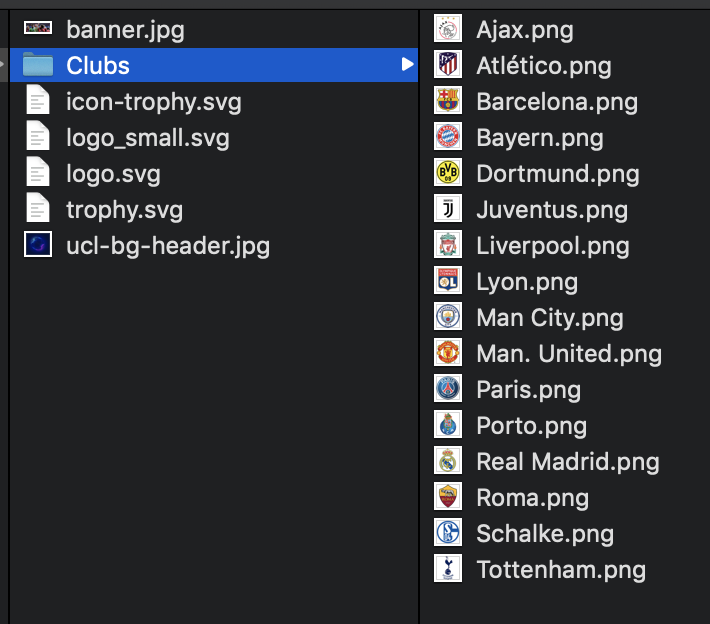 banner.jpg
Clubs
icon-trophy.svg
logo_small.svg
logo.svg
trophy.svg
ucl-bg-header.jpg
Ajax.png
Atlético.png
Barcelona.png
Bayern.png
Dortmund.png
Juventus.png
Liverpool.png
Lyon.png
Man City.png
Man. United.png
Paris.png
Porto.png
Real Madrid.png
Roma.png
Schalke.png
Tottenham.png